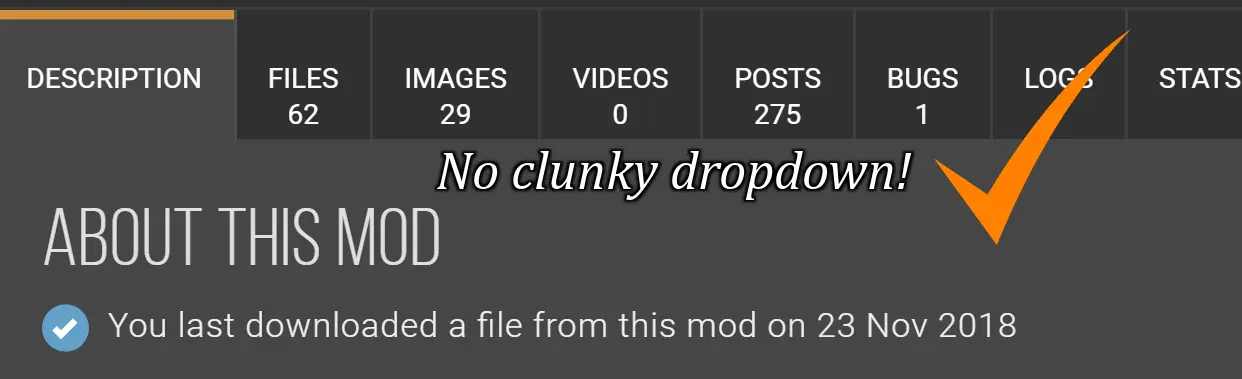 DESCRIPTION FILES IMAGES VIDEOS POSTS BUGS LOGS STATS
62 29 0 275 1
No clunky dropdown!
ABOUT THIS MOD
You last downloaded a file from this mod on 23 Nov 2018